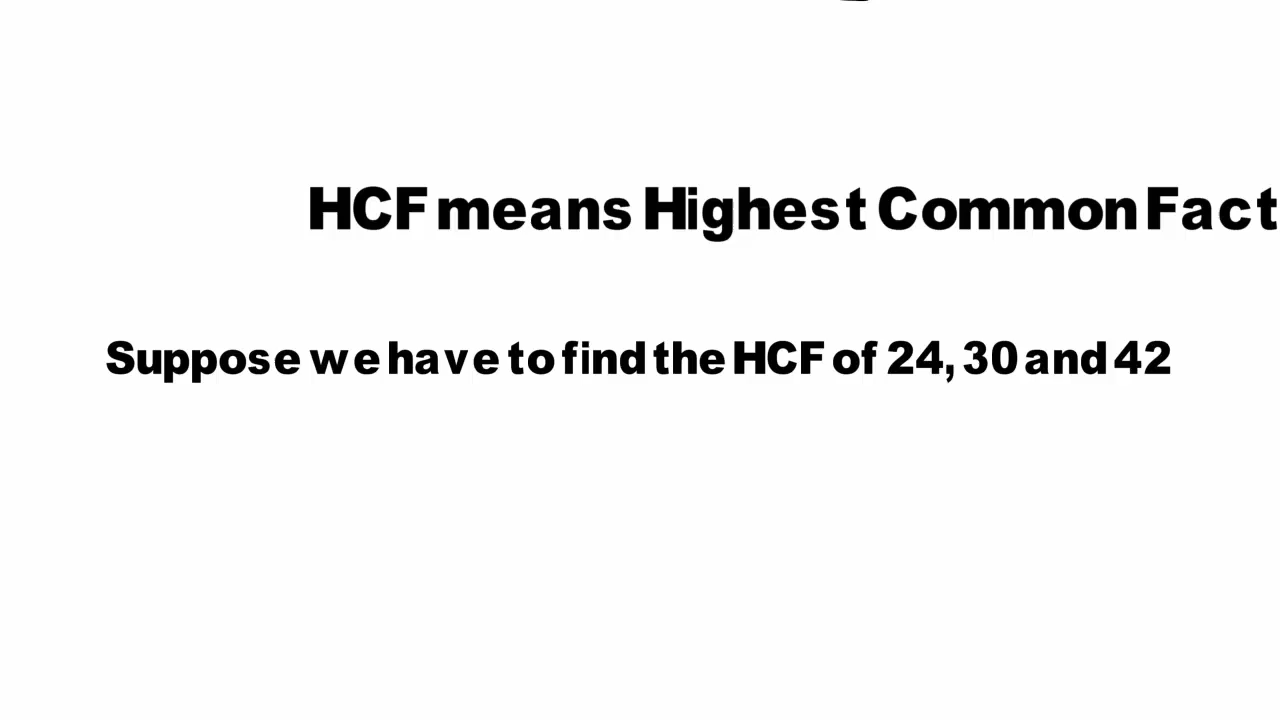 HCF means Highest Common Fact
Suppose we have to find the HCF of 24, 30 and 42